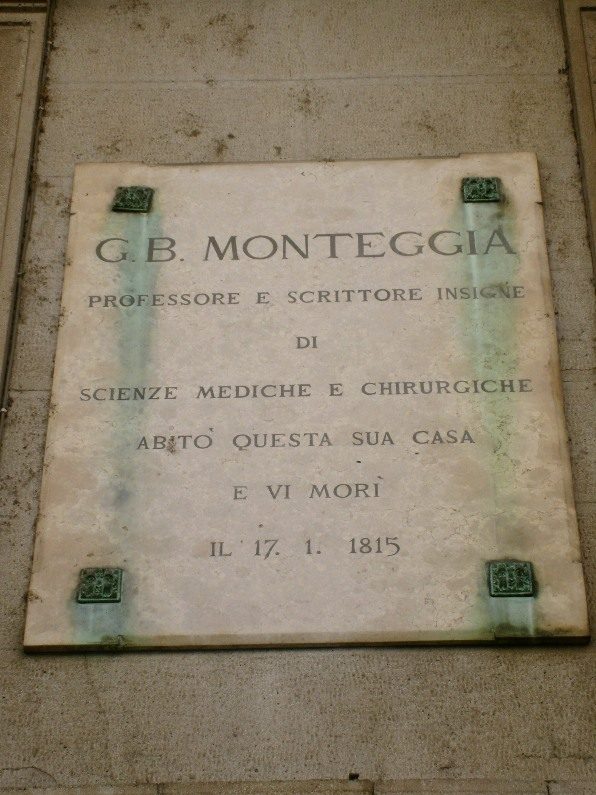 G. B. MONTEGGIA
PROFESSORE E SCRITTORE INSIGNE
DI
SCIENZE MEDICHE E CHIRURGICHE
ABITÒ QUESTA SUA CASA
E VI MORÌ
IL 17. 1. 1815